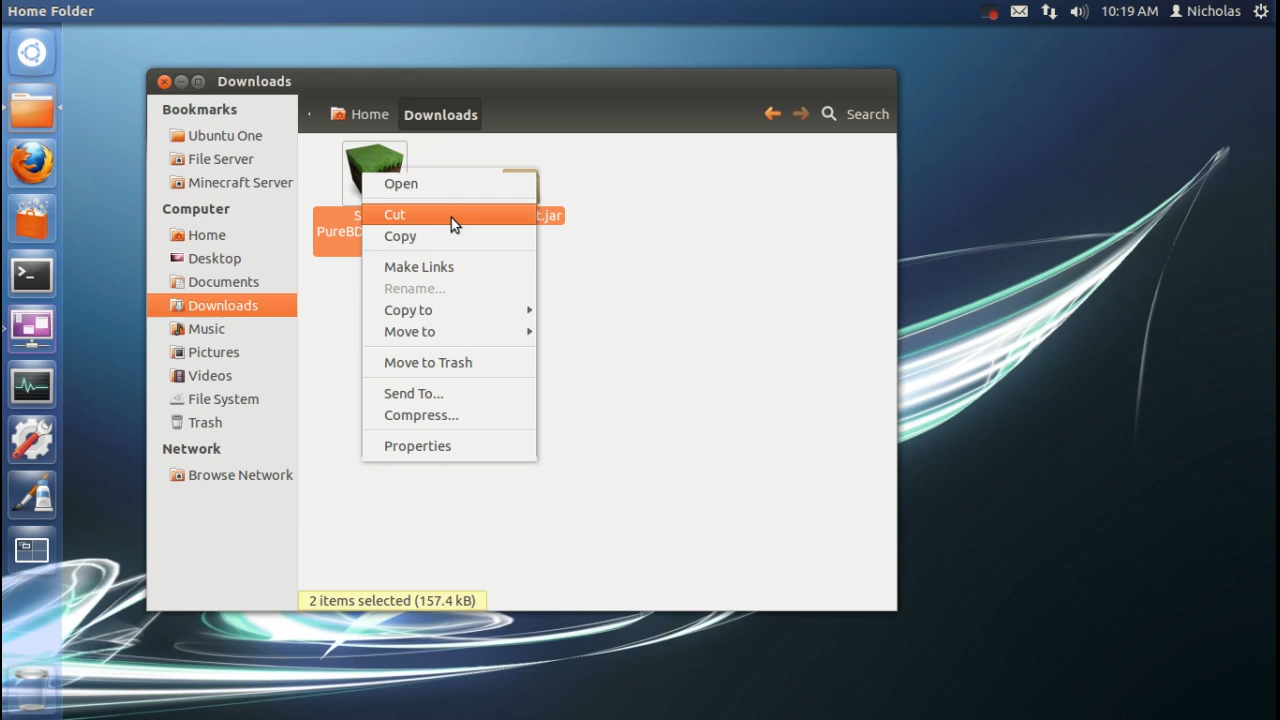 Home Folder
10:19 AM Nicholas
Downloads
Bookmarks
Ubuntu One
File Server
Minecraft Server
Computer
Home
Desktop
Documents
Downloads
Music
Pictures
Videos
File System
Trash
Network
Browse Network
Home Downloads Search
S
PureBD
t.jar
Open
Cut
Copy
Make Links
Rename...
Copy to
Move to
Move to Trash
Send To...
Compress...
Properties
2 items selected (157.4 kB)